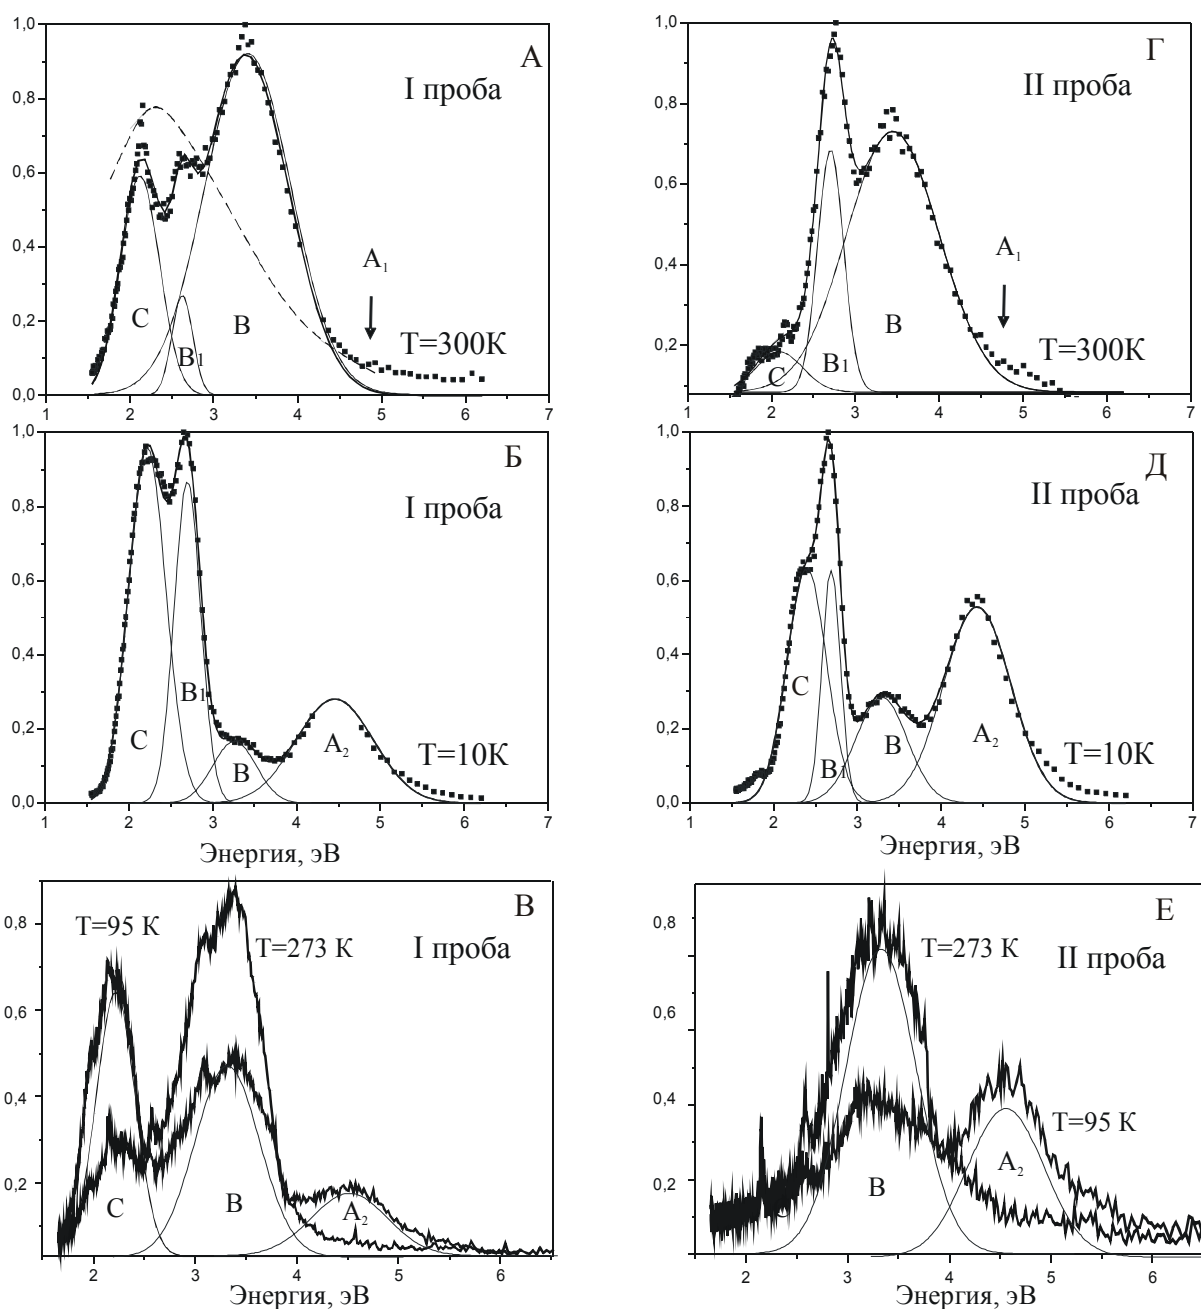 1,0
0,8
0,6
0,4
0,2
0,0
А
I проба
A₁
C
B1
B
T=300К
1 2 3 4 5 6 7
1,0
0,8
0,6
0,4
0,2
Г
II проба
A₁
C
B1
B
T=300К
1 2 3 4 5 6 7
1,0
0,8
0,6
0,4
0,2
0,0
Б
I проба
C
B1
B
A₂
T=10К
1 2 3 4 5 6 7
Энергия, эВ
1,0
0,8
0,6
0,4
0,2
0,0
Д
II проба
C
B1
B
A₂
T=10К
1 2 3 4 5 6 7
Энергия, эВ
0,8
0,6
0,4
0,2
В
T=95 К
T=273 К
I проба
C
B
A₂
2 3 4 5 6
Энергия, эВ
0,8
0,6
0,4
0,2
Е
T=273 К
II проба
T=95 К
C
B
A₂
2 3 4 5 6
Энергия, эВ